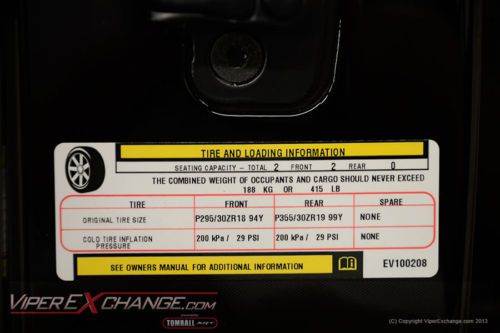 TIRE AND LOADING INFORMATION
SEATING CAPACITY - TOTAL 2 FRONT 2 REAR 0
THE COMBINED WEIGHT OF OCCUPANTS AND CARGO SHOULD NEVER EXCEED
188 KG OR 415 LB
TIRE FRONT REAR SPARE
ORIGINAL TIRE SIZE P295/30ZR18 94Y P355/30ZR19 99Y NONE
COLD TIRE INFLATION PRESSURE 200 kPa / 29 PSI 200 kPa / 29 PSI NONE
SEE OWNERS MANUAL FOR ADDITIONAL INFORMATION EV100208
VIPEREXCHANGE.COM
POWERED BY TOMBALL SRT
(C) Copyright ViperExchange.com 2013